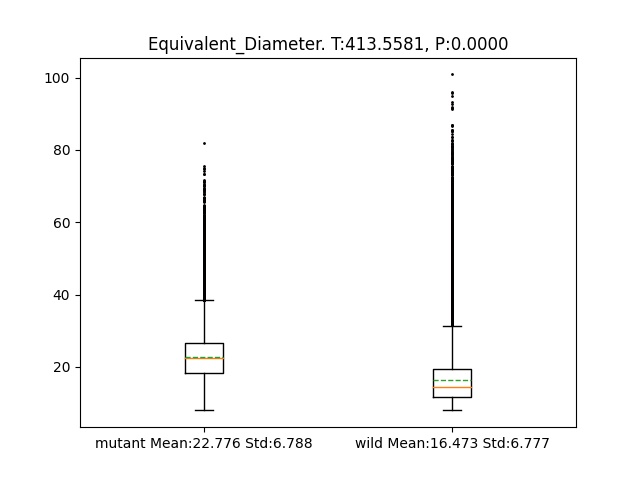 Equivalent_Diameter. T:413.5581, P:0.0000
100
80
60
40
20
mutant Mean:22.776 Std:6.788
wild Mean:16.473 Std:6.777